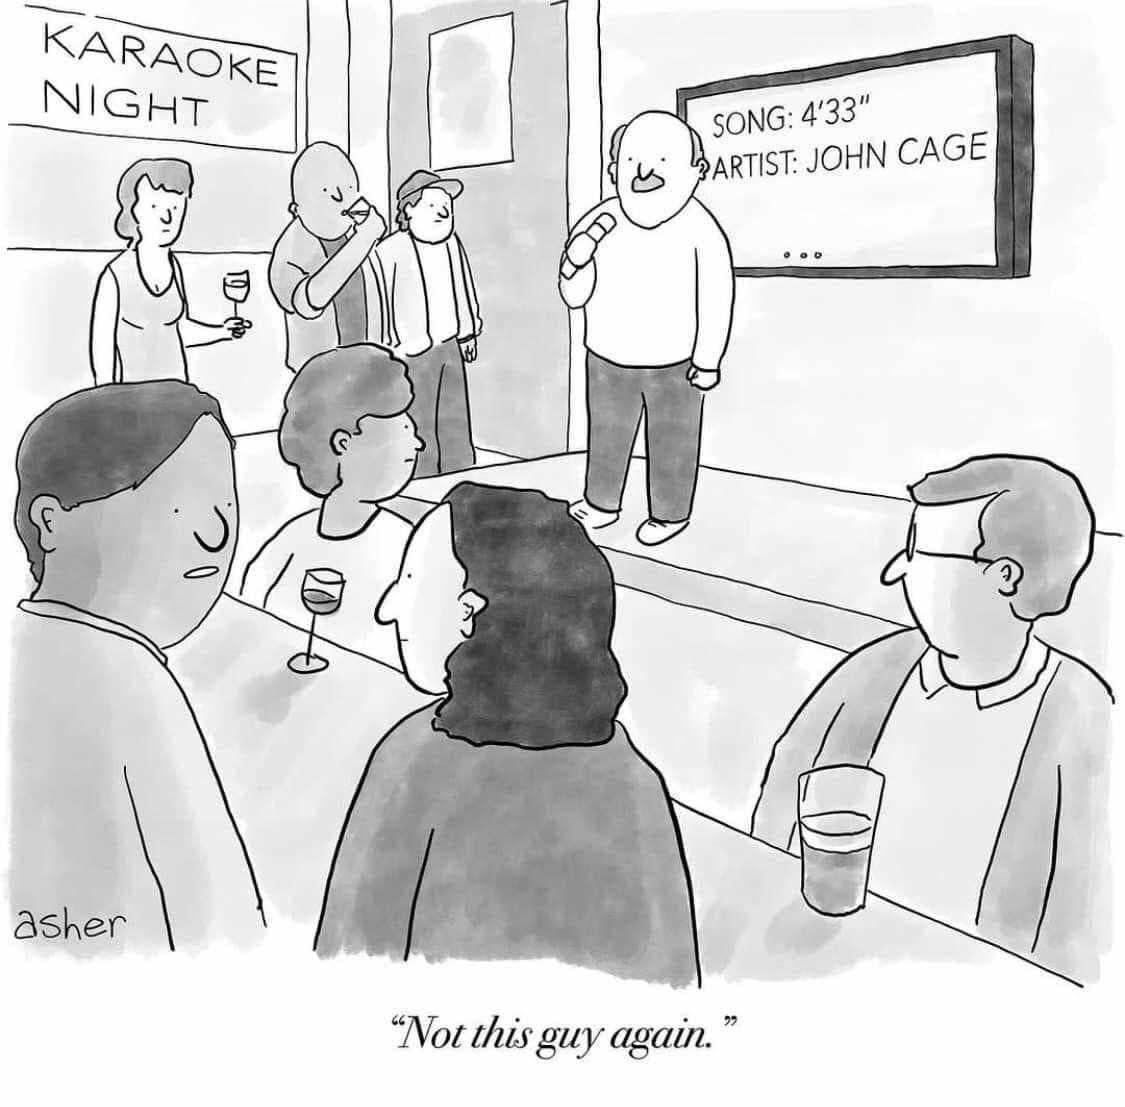 KARAOKE
NIGHT
SONG: 4'33"
ARTIST: JOHN CAGE
...
asher
“Not this guy again.”